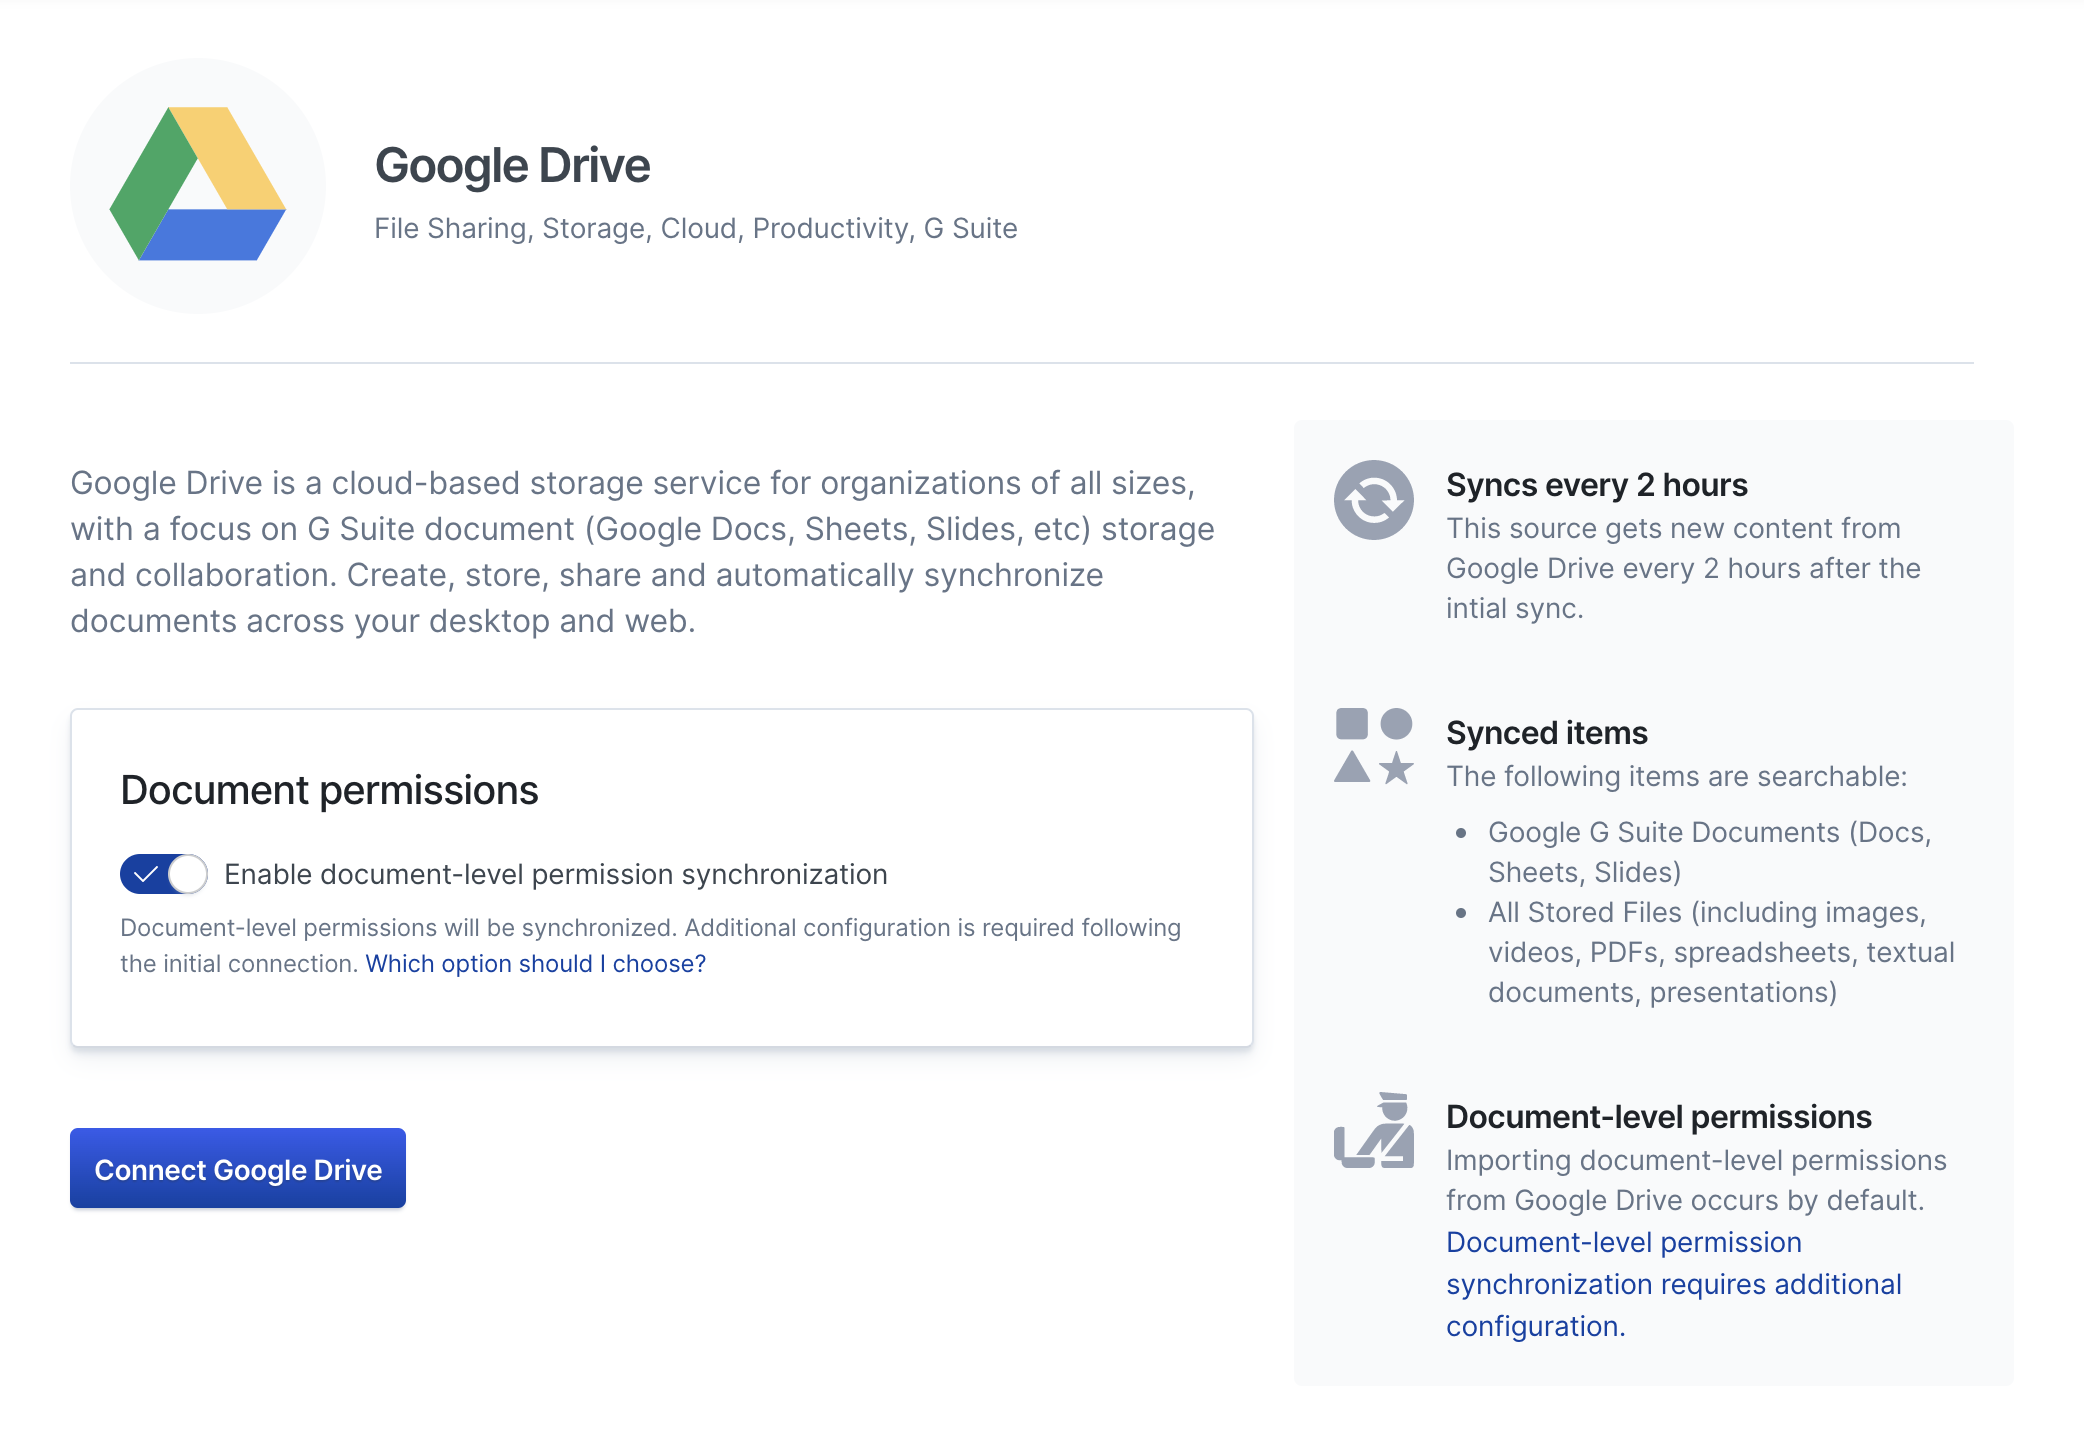 Google Drive
File Sharing, Storage, Cloud, Productivity, G Suite
Google Drive is a cloud-based storage service for organizations of all sizes,
with a focus on G Suite document (Google Docs, Sheets, Slides, etc) storage
and collaboration. Create, store, share and automatically synchronize
documents across your desktop and web.
Document permissions
Enable document-level permission synchronization
Document-level permissions will be synchronized. Additional configuration is required following
the initial connection. Which option should I choose?
Connect Google Drive
Syncs every 2 hours
This source gets new content from
Google Drive every 2 hours after the
intial sync.
Synced items
The following items are searchable:
• Google G Suite Documents (Docs,
Sheets, Slides)
• All Stored Files (including images,
videos, PDFs, spreadsheets, textual
documents, presentations)
Document-level permissions
Importing document-level permissions
from Google Drive occurs by default.
Document-level permission
synchronization requires additional
configuration.